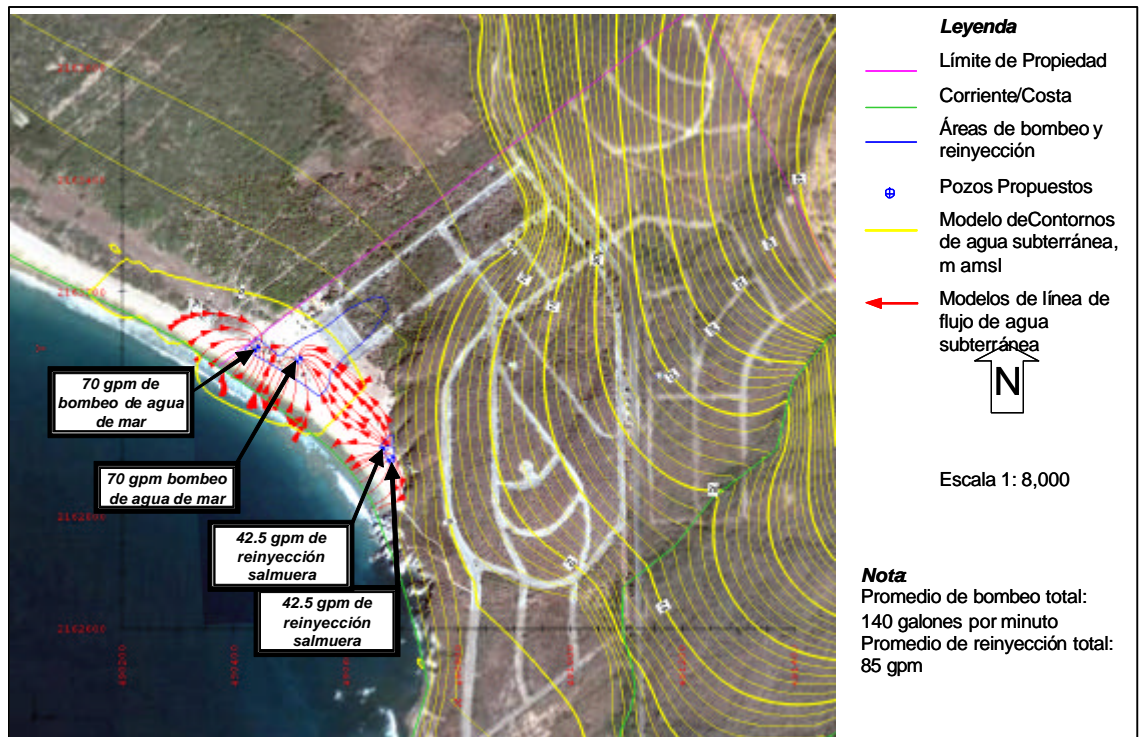 Leyenda
Límite de Propiedad
Corriente/Costa
Áreas de bombeo y
reinyección
Pozos Propuestos
Modelo deContornos
de agua subterránea,
m amsl
Modelos de línea de
flujo de agua
subterránea
N
Escala 1: 8,000
Nota:
Promedio de bombeo total:
140 galones por minuto
Promedio de reinyección total:
85 gpm
70 gpm de
bombeo de agua
de mar
70 gpm bombeo
de agua de mar
42.5 gpm de
reinyección
salmuera
42.5 gpm de
reinyección
salmuera
490200